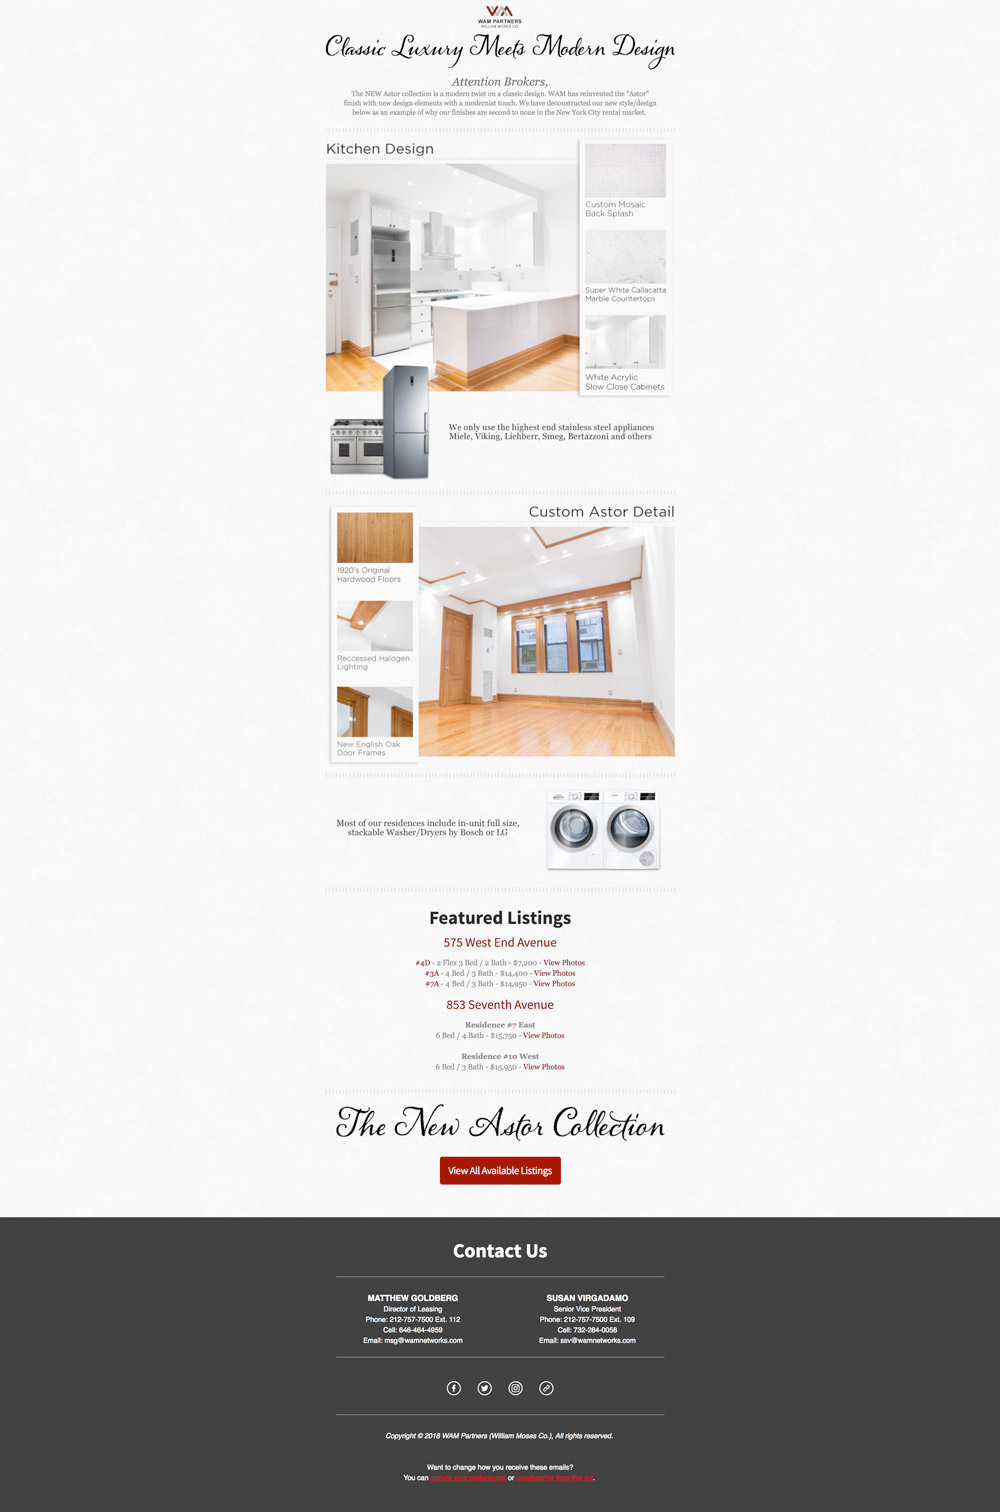 WAM PARTNERS
WILLIAM MOSES CO.
Classic Luxury Meets Modern Design
Attention Brokers,
The NEW Astor collection is a modern twist on a classic design. WAM has reinvented the "Astor"
finish with new design elements with a modernist touch. We have deconstructed our new style/design
below as an example of why our finishes are second to none in the New York City rental market.
Kitchen Design
Custom Mosaic
Back Splash
Super White Callacatta
Marble Countertops
White Acrylic
Slow Close Cabinets
We only use the highest end stainless steel appliances
Miele, Viking, Liehberr, Smeg, Bertazzoni and others
Custom Astor Detail
1920's Original
Hardwood Floors
Reccessed Halogen
Lighting
New English Oak
Door Frames
Most of our residences include in-unit full size,
stackable Washer/Dryers by Bosch or LG
Featured Listings
575 West End Avenue
#4D - 2 Flex 3 Bed / 2 Bath - $7,200 - View Photos
#3A - 4 Bed / 3 Bath - $14,400 - View Photos
#7A - 4 Bed / 3 Bath - $14,950 - View Photos
853 Seventh Avenue
Residence #7 East
6 Bed / 4 Bath - $15,750 - View Photos
Residence #10 West
6 Bed / 3 Bath - $15,950 - View Photos
The New Astor Collection
View All Available Listings
Contact Us
MATTHEW GOLDBERG
Director of Leasing
Phone: 212-757-7500 Ext. 112
Cell: 646-464-4959
Email: msg@wamnetworks.com
SUSAN VIRGADAMO
Senior Vice President
Phone: 212-757-7500 Ext. 109
Cell: 732-284-0058
Email: ssv@wamnetworks.com
Copyright © 2018 WAM Partners (William Moses Co.), All rights reserved.
Want to change how you receive these emails?
You can update your preferences or unsubscribe from this list.